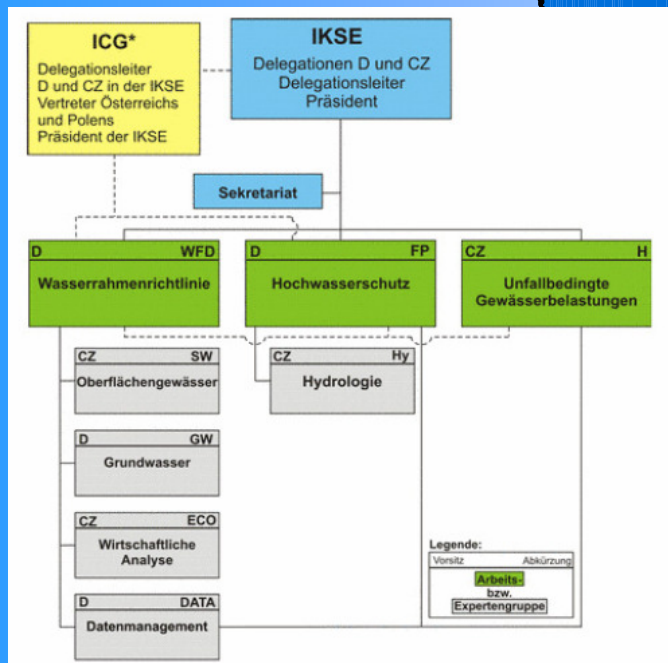 ICG*
Delegationsleiter
D und CZ in der IKSE
Vertreter Österreichs
und Polens
Präsident der IKSE
IKSE
Delegationen D und CZ
Delegationsleiter
Präsident
Sekretariat
D WFD
Wasserrahmenrichtlinie
D FP
Hochwasserschutz
CZ H
Unfallbedingte
Gewässerbelastungen
CZ SW
Oberflächengewässer
CZ Hy
Hydrologie
D GW
Grundwasser
CZ ECO
Wirtschaftliche
Analyse
D DATA
Datenmanagement
Legende:
Vorsitz Abkürzung
Arbeits-
bzw.
Expertengruppe